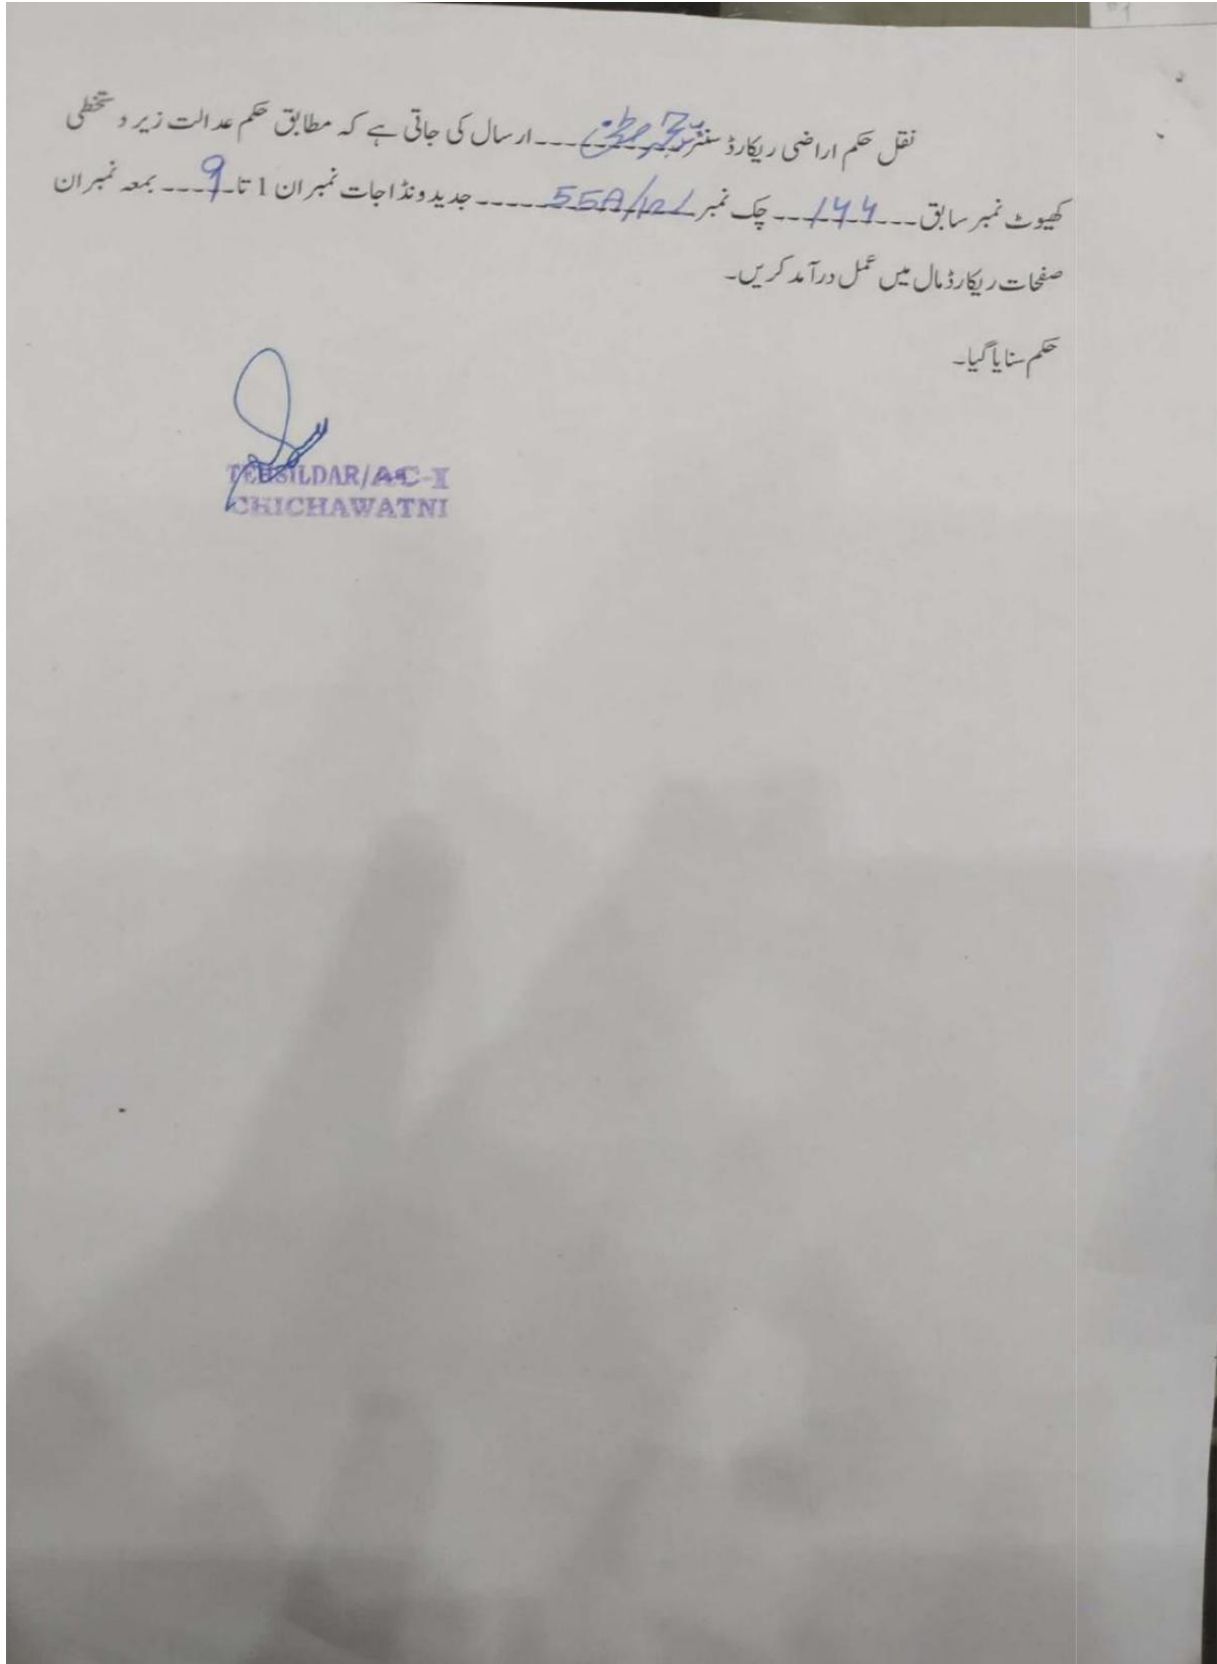 نقل حکم اراضی ریکارڈ سنٹر ۔۔۔ ارسال کی جاتی ہے کہ مطابق حکم عدالت زیر دستخطی
کھیوٹ نمبر سابق ۔۔۔144۔۔۔ چک نمبر 55A/12L ۔۔۔۔۔ جدید ونڈاجات نمبران 1 تا ۔9۔۔۔ بمعہ نمبران
صفحات ریکارڈ مال میں عمل درآمد کریں۔
حکم سنایا گیا۔
TEHSILDAR/AC-I
CHICHAWATNI